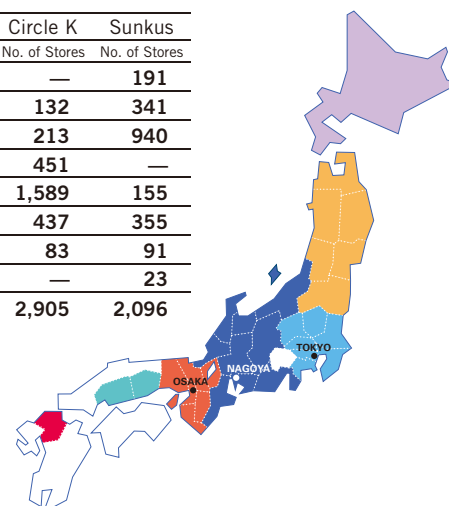 Circle K Sunkus
No. of Stores No. of Stores
— 191
132 341
213 940
451 —
1,589 155
437 355
83 91
— 23
2,905 2,096
TOKYO
NAGOYA
OSAKA